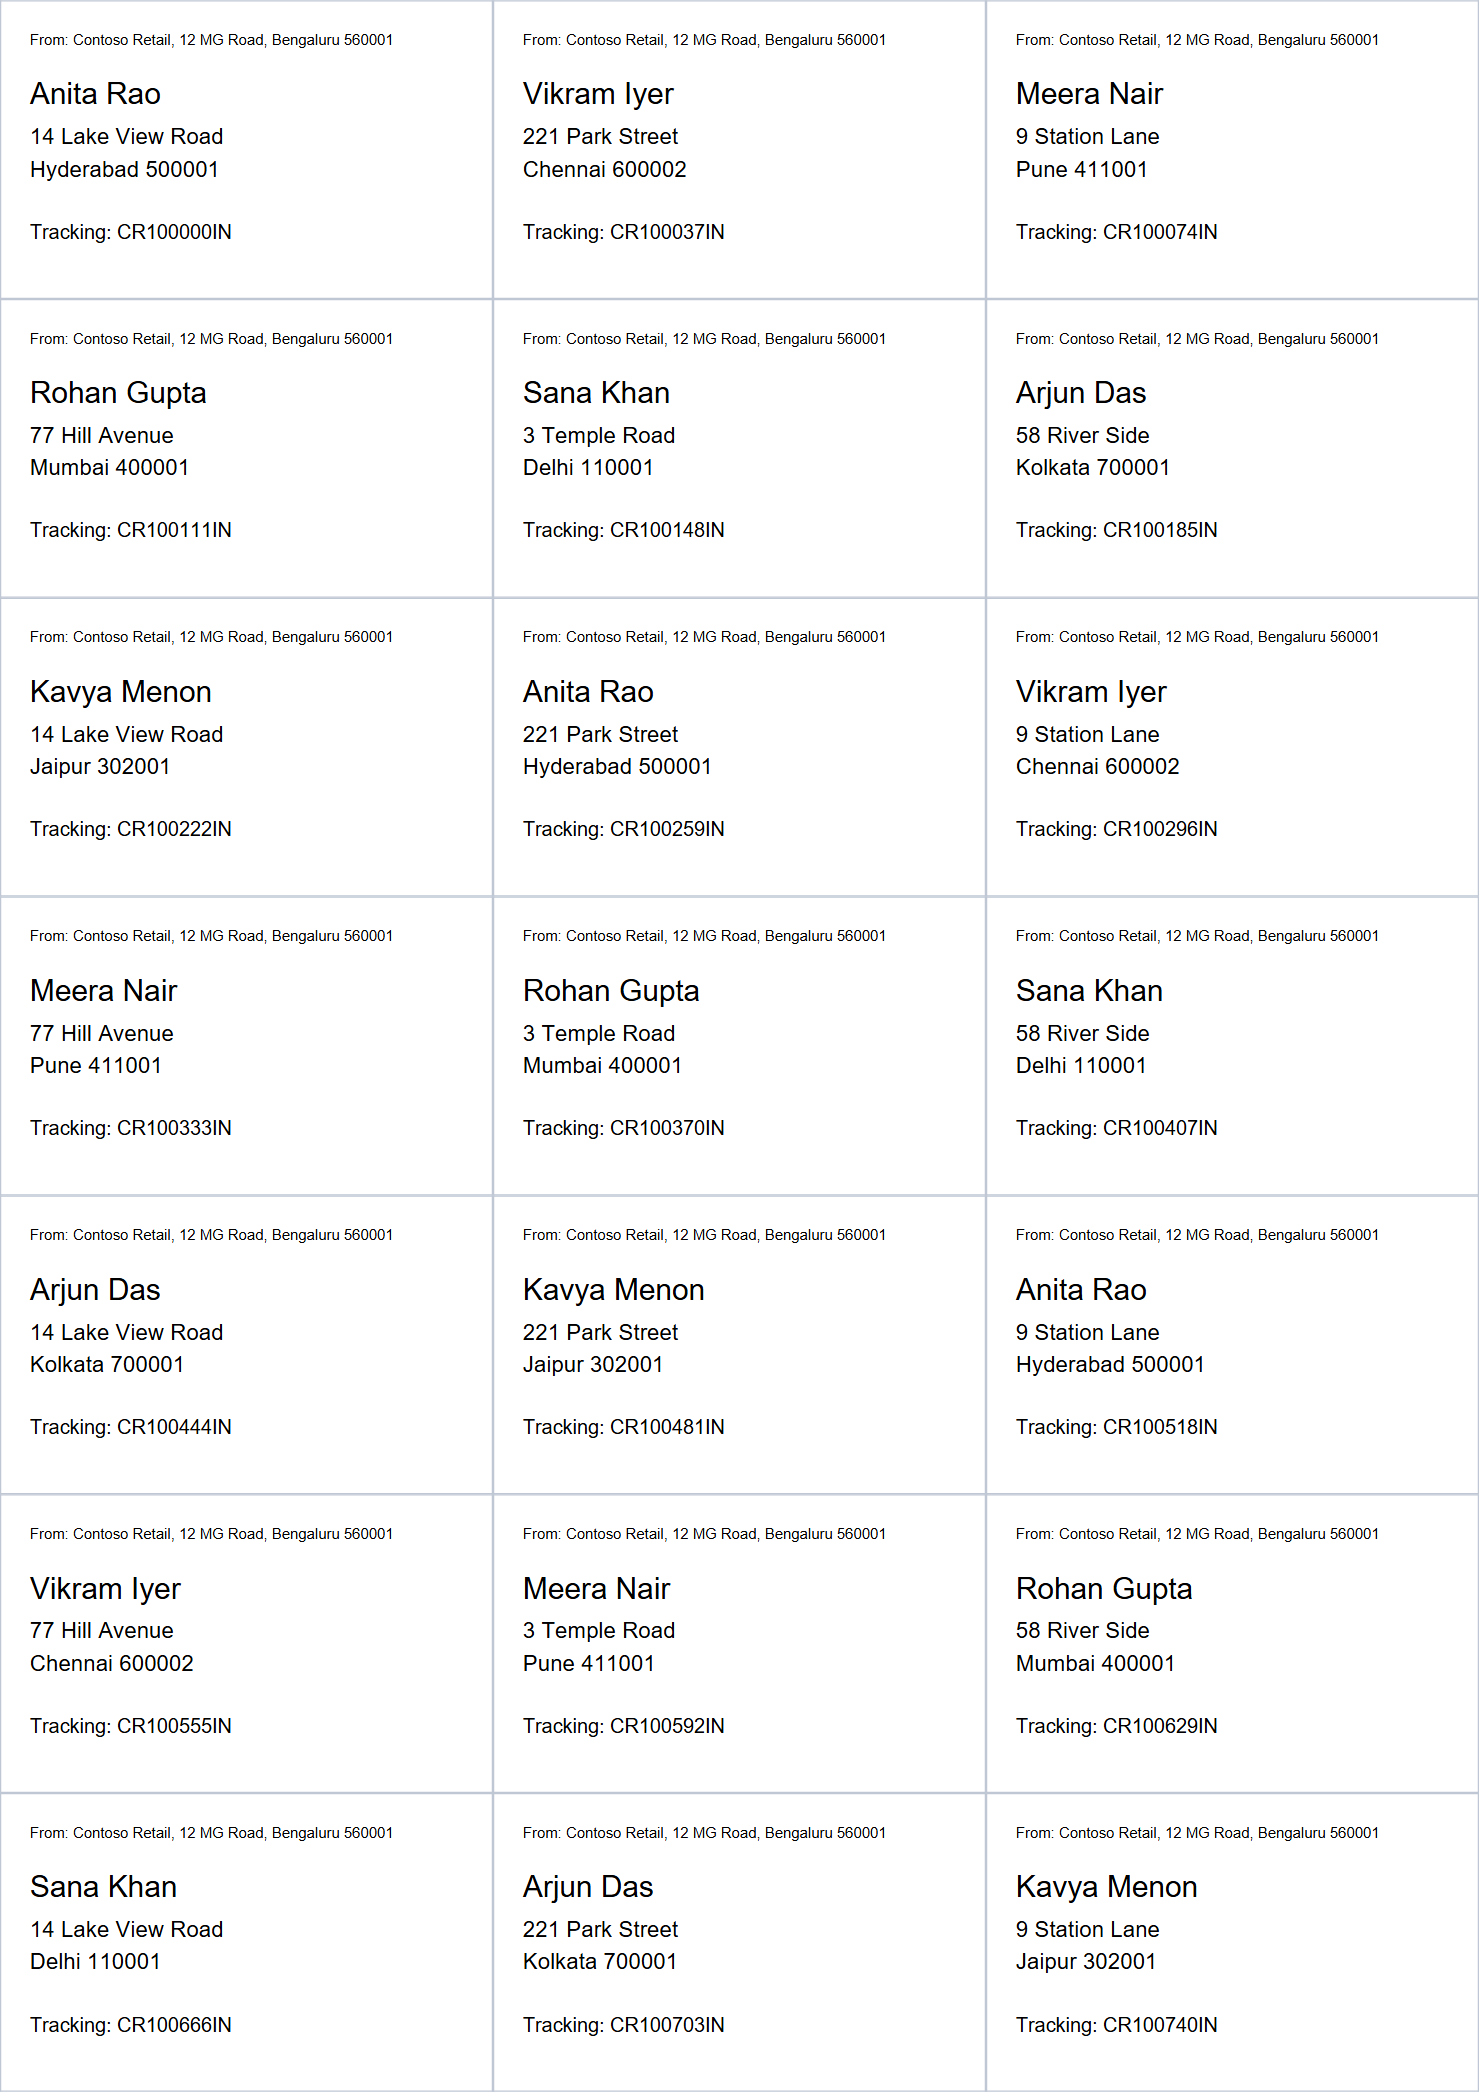 From: Contoso Retail, 12 MG Road, Bengaluru 560001
Anita Rao
14 Lake View Road
Hyderabad 500001
Tracking: CR100000IN
From: Contoso Retail, 12 MG Road, Bengaluru 560001
Vikram Iyer
221 Park Street
Chennai 600002
Tracking: CR100037IN
From: Contoso Retail, 12 MG Road, Bengaluru 560001
Meera Nair
9 Station Lane
Pune 411001
Tracking: CR100074IN
From: Contoso Retail, 12 MG Road, Bengaluru 560001
Rohan Gupta
77 Hill Avenue
Mumbai 400001
Tracking: CR100111IN
From: Contoso Retail, 12 MG Road, Bengaluru 560001
Sana Khan
3 Temple Road
Delhi 110001
Tracking: CR100148IN
From: Contoso Retail, 12 MG Road, Bengaluru 560001
Arjun Das
58 River Side
Kolkata 700001
Tracking: CR100185IN
From: Contoso Retail, 12 MG Road, Bengaluru 560001
Kavya Menon
14 Lake View Road
Jaipur 302001
Tracking: CR100222IN
From: Contoso Retail, 12 MG Road, Bengaluru 560001
Anita Rao
221 Park Street
Hyderabad 500001
Tracking: CR100259IN
From: Contoso Retail, 12 MG Road, Bengaluru 560001
Vikram Iyer
9 Station Lane
Chennai 600002
Tracking: CR100296IN
From: Contoso Retail, 12 MG Road, Bengaluru 560001
Meera Nair
77 Hill Avenue
Pune 411001
Tracking: CR100333IN
From: Contoso Retail, 12 MG Road, Bengaluru 560001
Rohan Gupta
3 Temple Road
Mumbai 400001
Tracking: CR100370IN
From: Contoso Retail, 12 MG Road, Bengaluru 560001
Sana Khan
58 River Side
Delhi 110001
Tracking: CR100407IN
From: Contoso Retail, 12 MG Road, Bengaluru 560001
Arjun Das
14 Lake View Road
Kolkata 700001
Tracking: CR100444IN
From: Contoso Retail, 12 MG Road, Bengaluru 560001
Kavya Menon
221 Park Street
Jaipur 302001
Tracking: CR100481IN
From: Contoso Retail, 12 MG Road, Bengaluru 560001
Anita Rao
9 Station Lane
Hyderabad 500001
Tracking: CR100518IN
From: Contoso Retail, 12 MG Road, Bengaluru 560001
Vikram Iyer
77 Hill Avenue
Chennai 600002
Tracking: CR100555IN
From: Contoso Retail, 12 MG Road, Bengaluru 560001
Meera Nair
3 Temple Road
Pune 411001
Tracking: CR100592IN
From: Contoso Retail, 12 MG Road, Bengaluru 560001
Rohan Gupta
58 River Side
Mumbai 400001
Tracking: CR100629IN
From: Contoso Retail, 12 MG Road, Bengaluru 560001
Sana Khan
14 Lake View Road
Delhi 110001
Tracking: CR100666IN
From: Contoso Retail, 12 MG Road, Bengaluru 560001
Arjun Das
221 Park Street
Kolkata 700001
Tracking: CR100703IN
From: Contoso Retail, 12 MG Road, Bengaluru 560001
Kavya Menon
9 Station Lane
Jaipur 302001
Tracking: CR100740IN